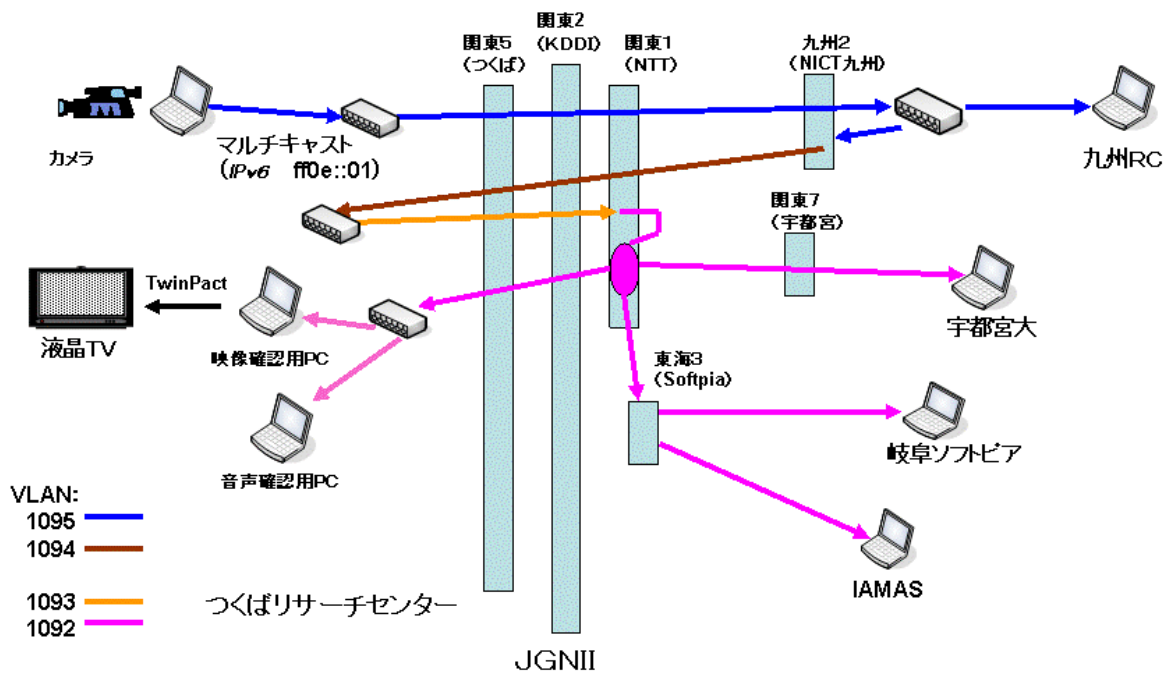 関東2
(KDDI)
関東5
(つくば)
関東1
(NTT)
九州2
(NICT九州)
カメラ
マルチキャスト
(IPv6 ff0e::01)
九州RC
関東7
(宇都宮)
TwinPact
液晶TV
映像確認用PC
宇都宮大
東海3
(Softpia)
音声確認用PC
岐阜ソフトピア
VLAN:
1095
1094
1093
1092
IAMAS
つくばリサーチセンター
JGNII